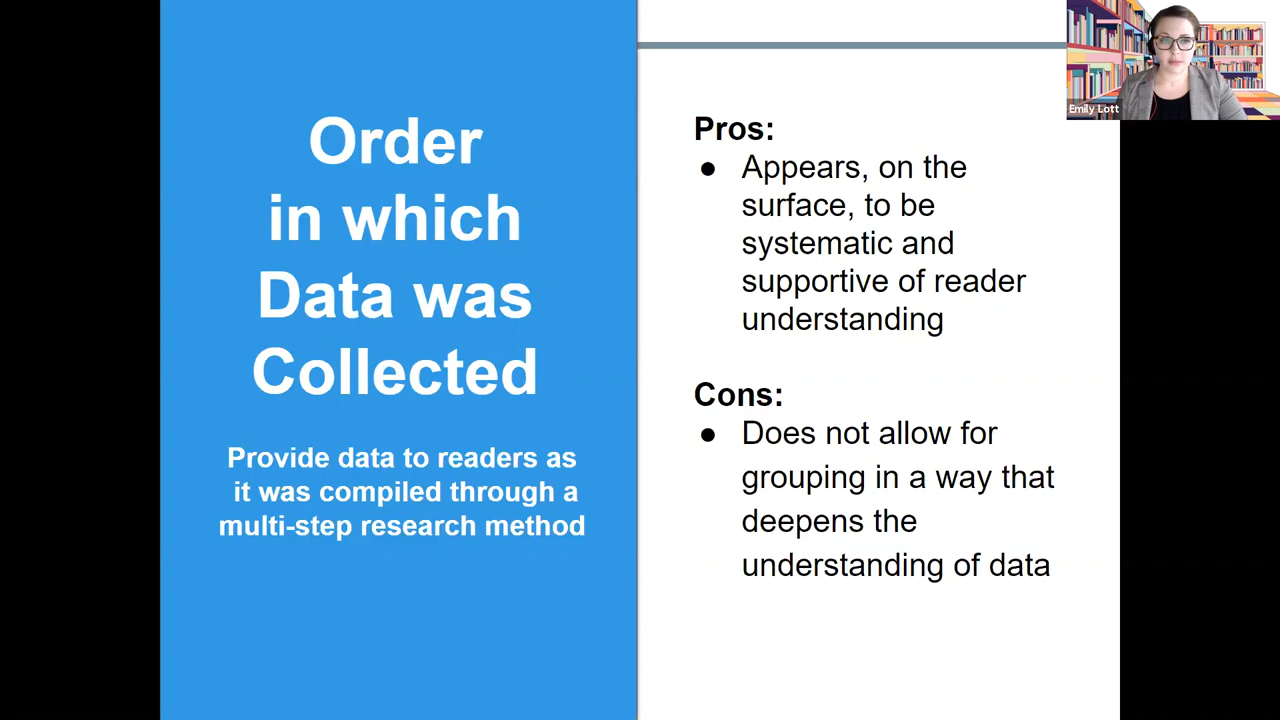 Order
in which
Data was
Collected
Provide data to readers as
it was compiled through a
multi-step research method
Pros:
● Appears, on the
surface, to be
systematic and
supportive of reader
understanding
Cons:
● Does not allow for
grouping in a way that
deepens the
understanding of data
Emily Lott